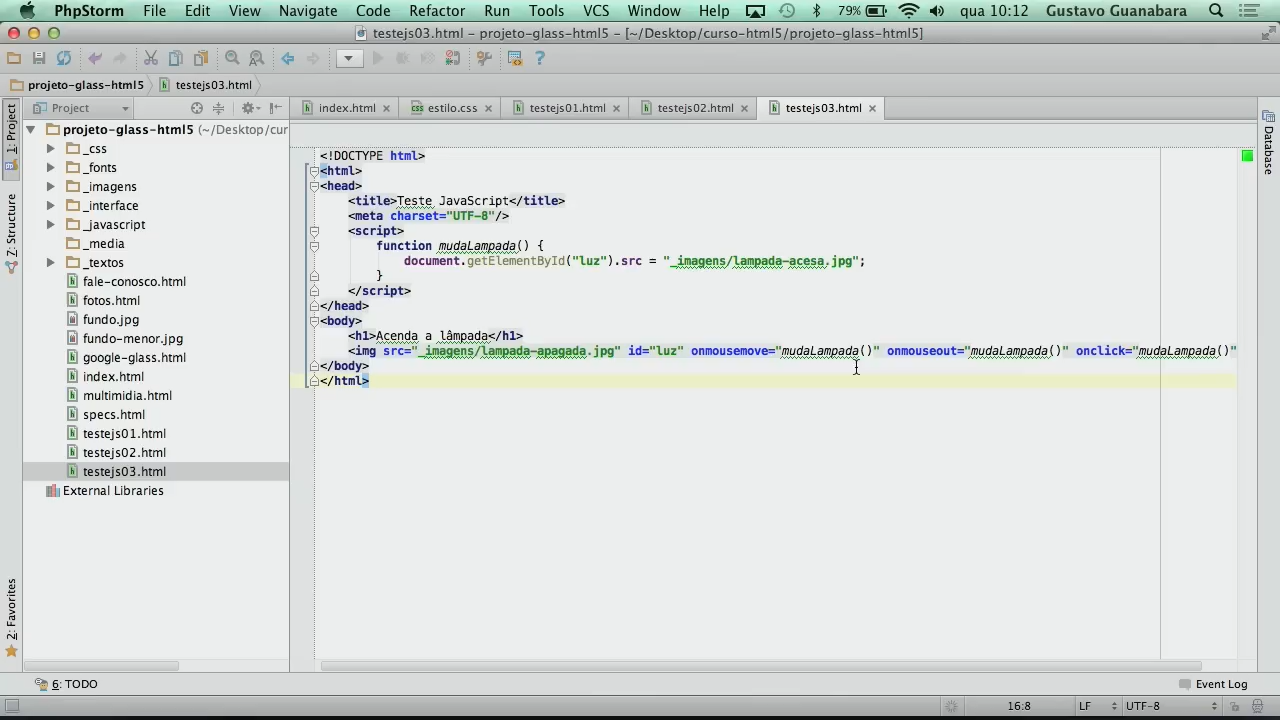 PhpStorm File Edit View Navigate Code Refactor Run Tools VCS Window Help 79% qua 10:12 Gustavo Guanabara
testejs03.html – projeto-glass-html5 – [~/Desktop/curso-html5/projeto-glass-html5]
projeto-glass-html5 testejs03.html
Project index.html estilo.css testejs01.html testejs02.html testejs03.html
1: Project
Z: Structure
2: Favorites
Database
projeto-glass-html5 (~/Desktop/cur
_css
_fonts
_imagens
_interface
_javascript
_media
_textos
fale-conosco.html
fotos.html
fundo.jpg
fundo-menor.jpg
google-glass.html
index.html
multimidia.html
specs.html
testejs01.html
testejs02.html
testejs03.html
External Libraries
<!DOCTYPE html>
<html>
<head>
<title>Teste JavaScript</title>
<meta charset="UTF-8"/>
<script>
function mudaLampada() {
document.getElementById("luz").src = "_imagens/lampada-acesa.jpg";
}
</script>
</head>
<body>
<h1>Acenda a lâmpada</h1>
<img src="_imagens/lampada-apagada.jpg" id="luz" onmousemove="mudaLampada()" onmouseout="mudaLampada()" onclick="mudaLampada()"
</body>
</html>
6: TODO Event Log
16:8 LF UTF-8